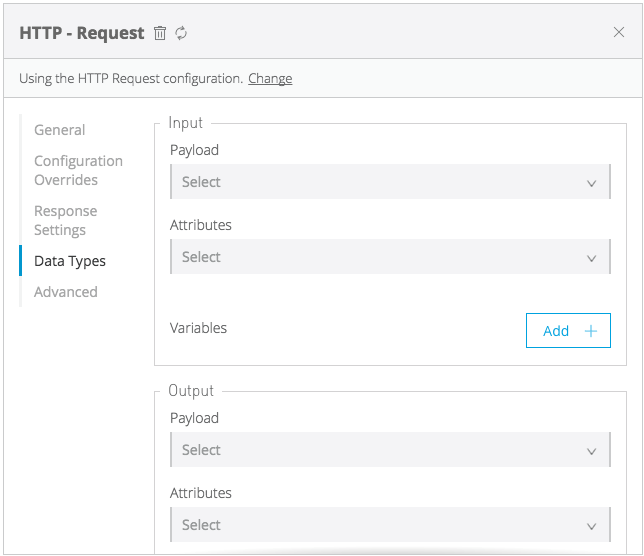 HTTP - Request
Using the HTTP Request configuration. Change
General
Configuration
Overrides
Response
Settings
Data Types
Advanced
Input
Payload
Select
Attributes
Select
Variables
Add
Output
Payload
Select
Attributes
Select